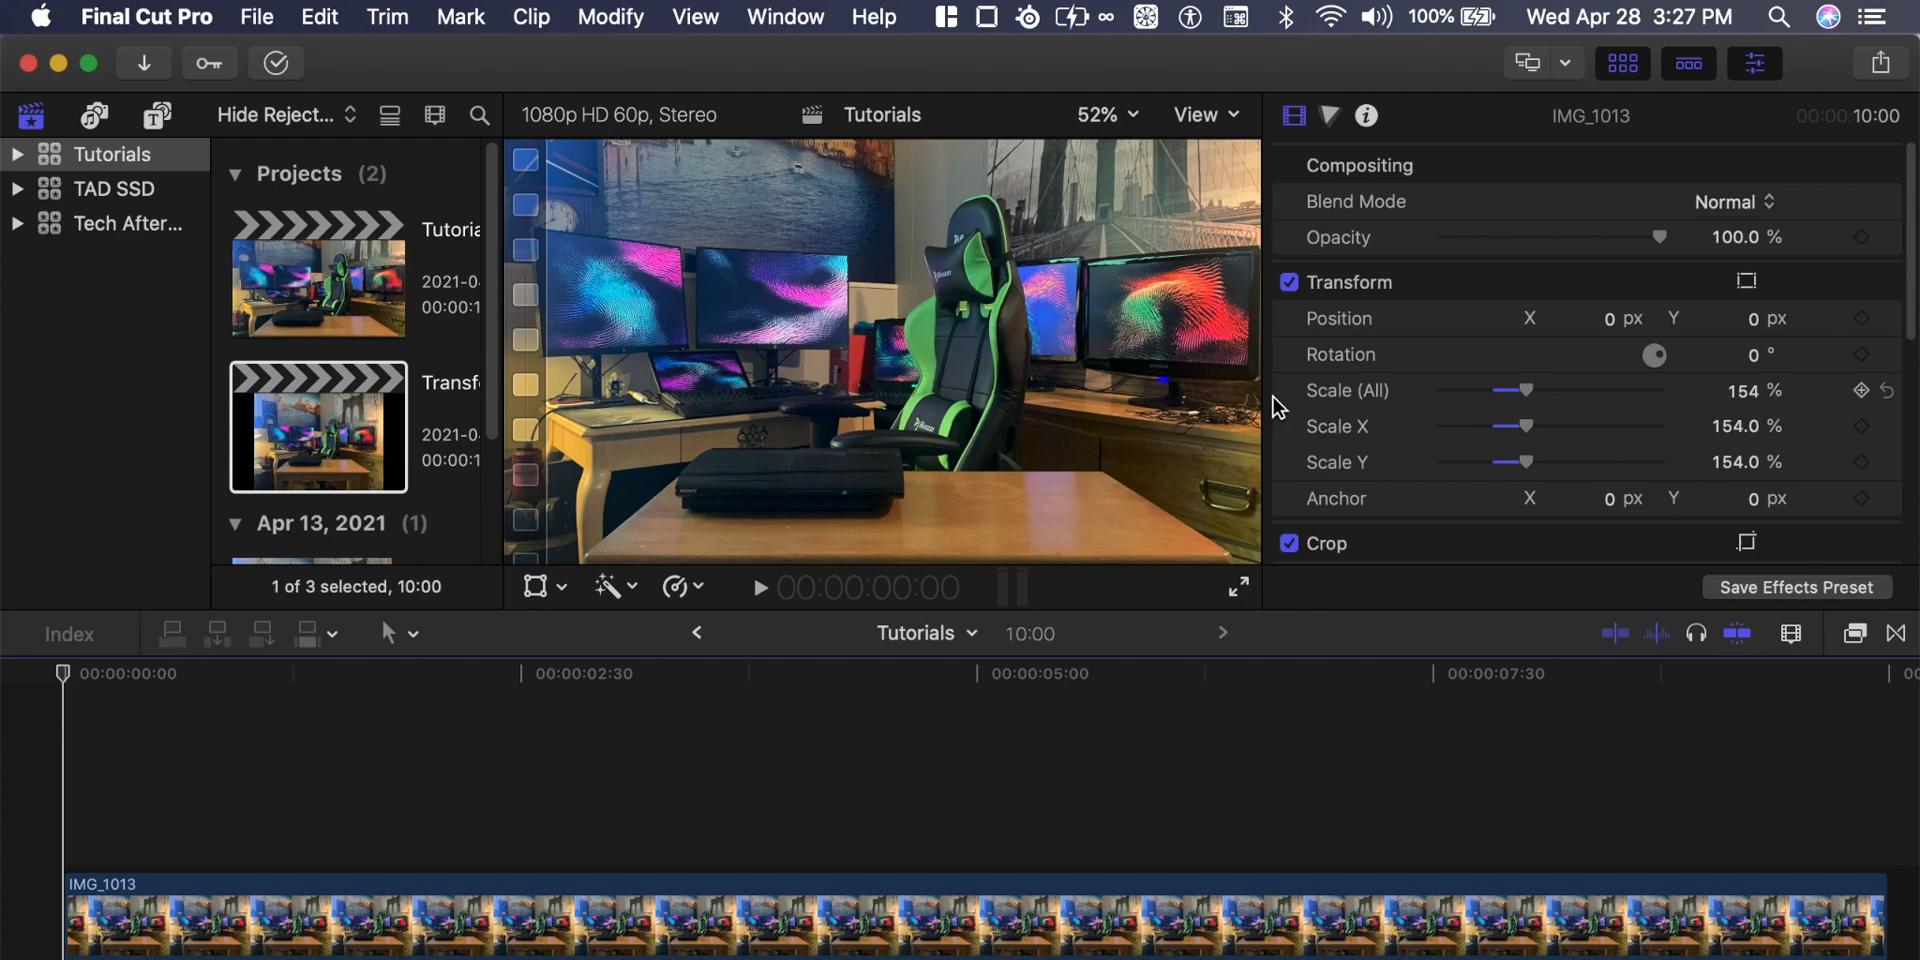 Final Cut Pro File Edit Trim Mark Clip Modify View Window Help 100% Wed Apr 28 3:27 PM
Hide Reject... 1080p HD 60p, Stereo Tutorials 52% View IMG_1013 00:00:10:00
Tutorials
TAD SSD
Tech After...
Projects (2)
Tutoria
2021-0
00:00:1
Transf
2021-0
00:00:1
Apr 13, 2021 (1)
1 of 3 selected, 10:00
00:00:00:00
Compositing
Blend Mode Normal
Opacity 100.0 %
Transform
Position X 0 px Y 0 px
Rotation 0 °
Scale (All) 154 %
Scale X 154.0 %
Scale Y 154.0 %
Anchor X 0 px Y 0 px
Crop
Save Effects Preset
Index Tutorials 10:00
00:00:00:00 00:00:02:30 00:00:05:00 00:00:07:30
IMG_1013